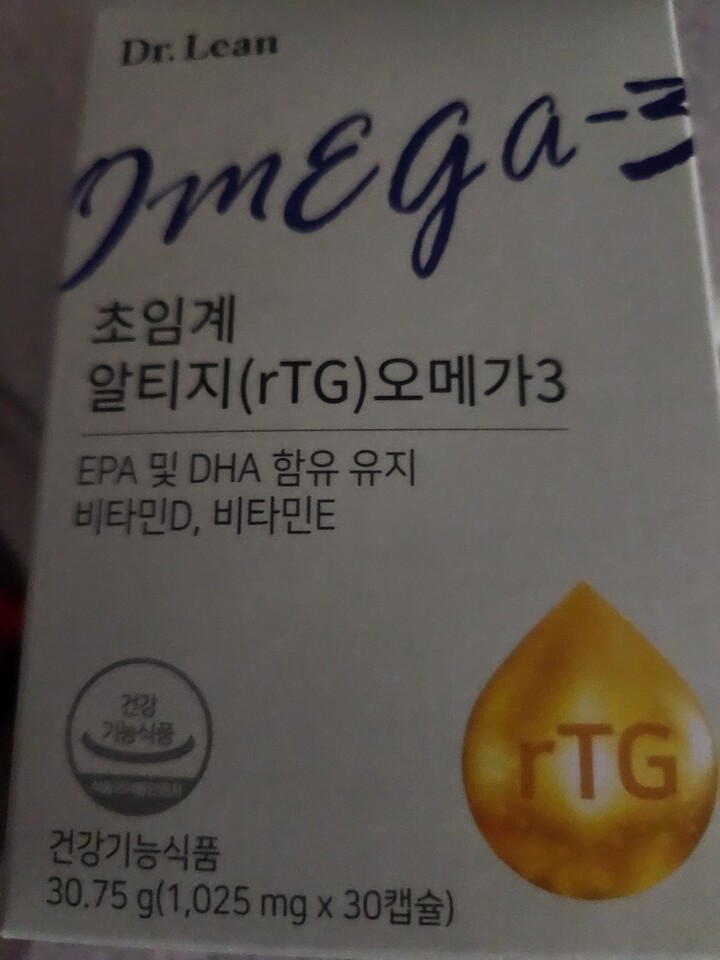 Dr. Lean
Omega-3
초임계
알티지(rTG)오메가3
EPA 및 DHA 함유 유지
비타민D, 비타민E
rTG
건강
기능식품
건강기능식품
30.75 g(1,025 mg x 30캡슐)